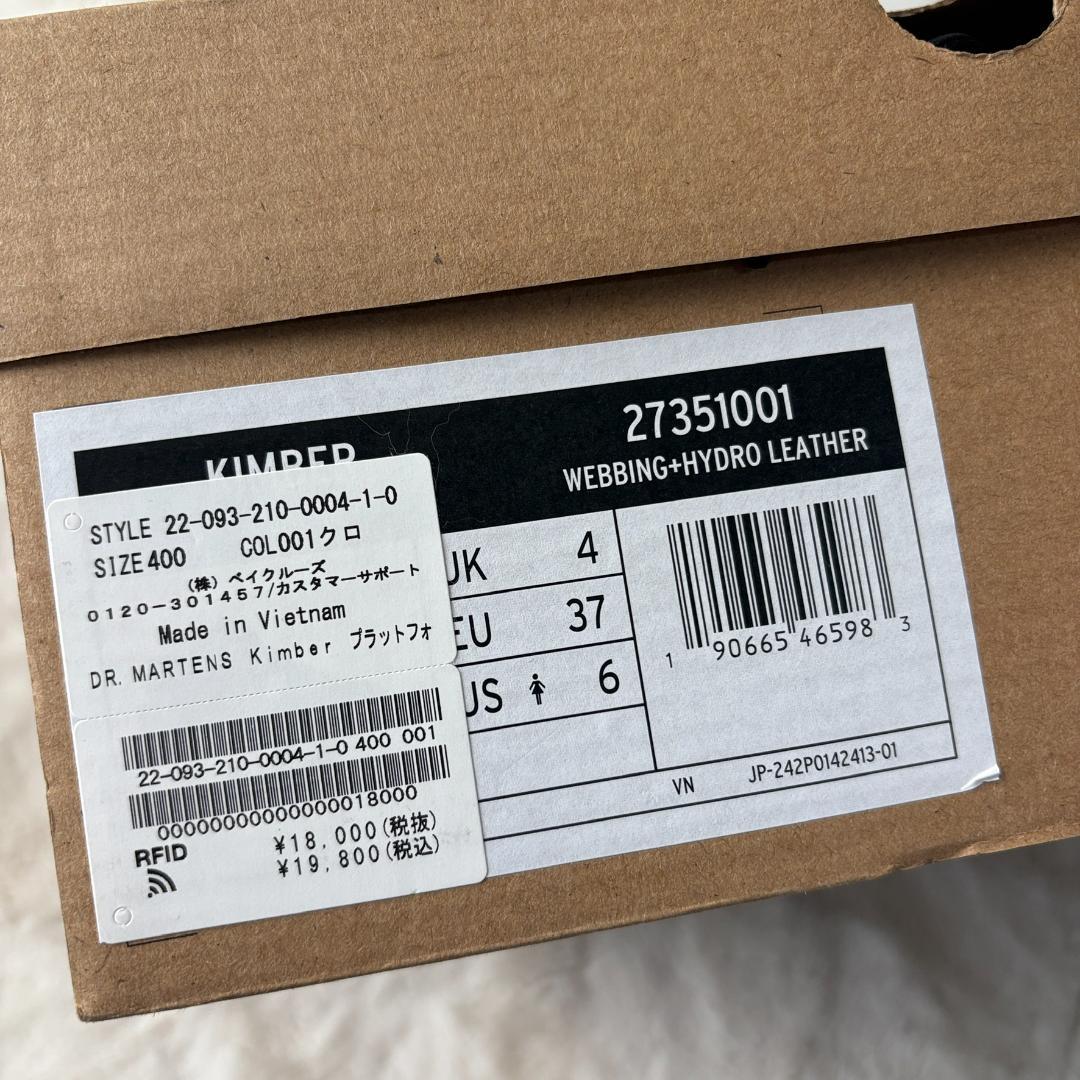 KIMBER
27351001
WEBBING+HYDRO LEATHER
STYLE 22-093-210-0004-1-0
SIZE400 COL001クロ
(株) ベイクルーズ
0120-301457/カスタマーサポート
Made in Vietnam
DR. MARTENS Kimber プラットフォ
22-093-210-0004-1-0 400 001
00000000000000018000
RFID
¥18,000(税抜)
¥19,800(税込)
UK 4
EU 37
US 6
1 90665 46598 3
VN JP-242P0142413-01